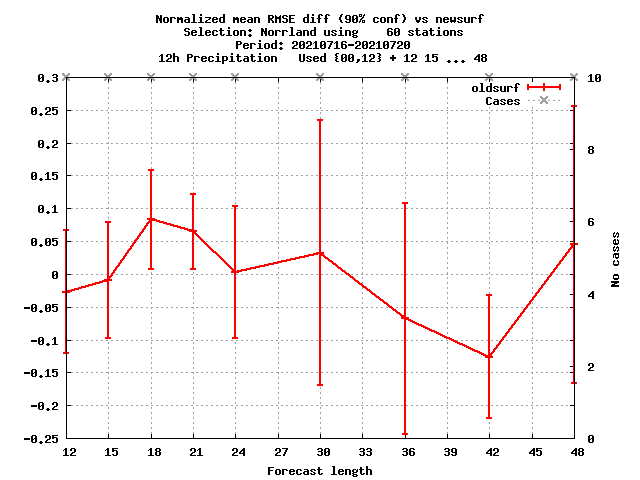 Normalized mean RMSE diff (90% conf) vs newsurf
Selection: Norrland using    60 stations
Period: 20210716-20210720
12h Precipitation   Used {00,12} + 12 15 ... 48
oldsurf
Cases
0.3
0.25
0.2
0.15
0.1
0.05
0
-0.05
-0.1
-0.15
-0.2
-0.25
10
8
6
4
2
0
No cases
12 15 18 21 24 27 30 33 36 39 42 45 48
Forecast length